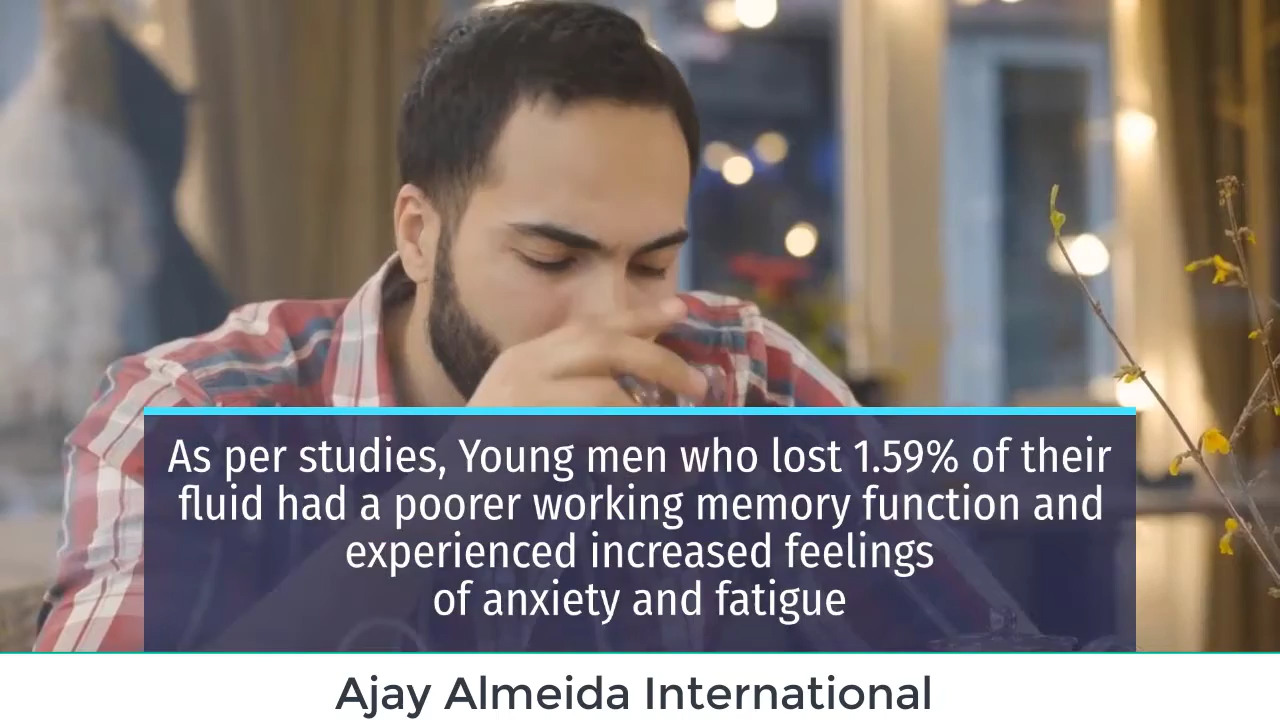 As per studies, Young men who lost 1.59% of their
fluid had a poorer working memory function and
experienced increased feelings
of anxiety and fatigue
Ajay Almeida International